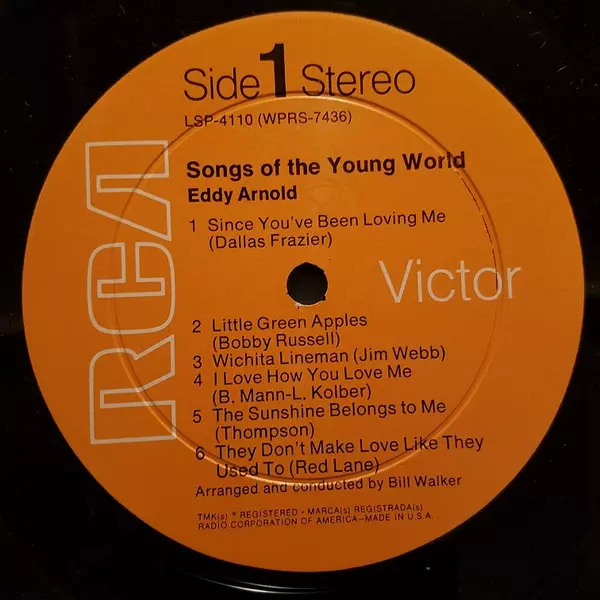 Side 1 Stereo
LSP-4110 (WPRS-7436)
Songs of the Young World
Eddy Arnold
1 Since You've Been Loving Me
(Dallas Frazier)
RCA
Victor
2 Little Green Apples
(Bobby Russell)
3 Wichita Lineman (Jim Webb)
4 I Love How You Love Me
(B. Mann-L. Kolber)
5 The Sunshine Belongs to Me
(Thompson)
6 They Don't Make Love Like They
Used To (Red Lane)
Arranged and conducted by Bill Walker
TMK(s) ® REGISTERED • MARCA(s) REGISTRADA(s)
RADIO CORPORATION OF AMERICA—MADE IN U.S.A.